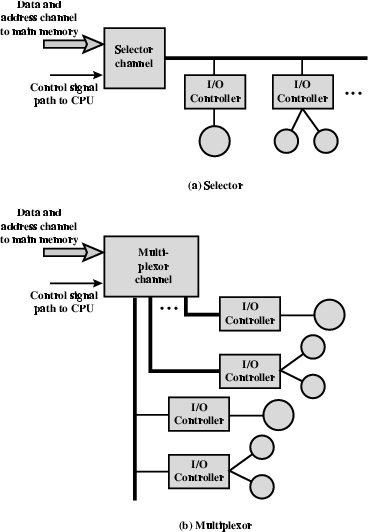 Data and
address channel
to main memory
Selector
channel
Control signal
path to CPU
I/O
Controller
I/O
Controller
...
(a) Selector
Data and
address channel
to main memory
Multi-
plexor
channel
Control signal
path to CPU
...
I/O
Controller
I/O
Controller
I/O
Controller
I/O
Controller
(b) Multiplexor